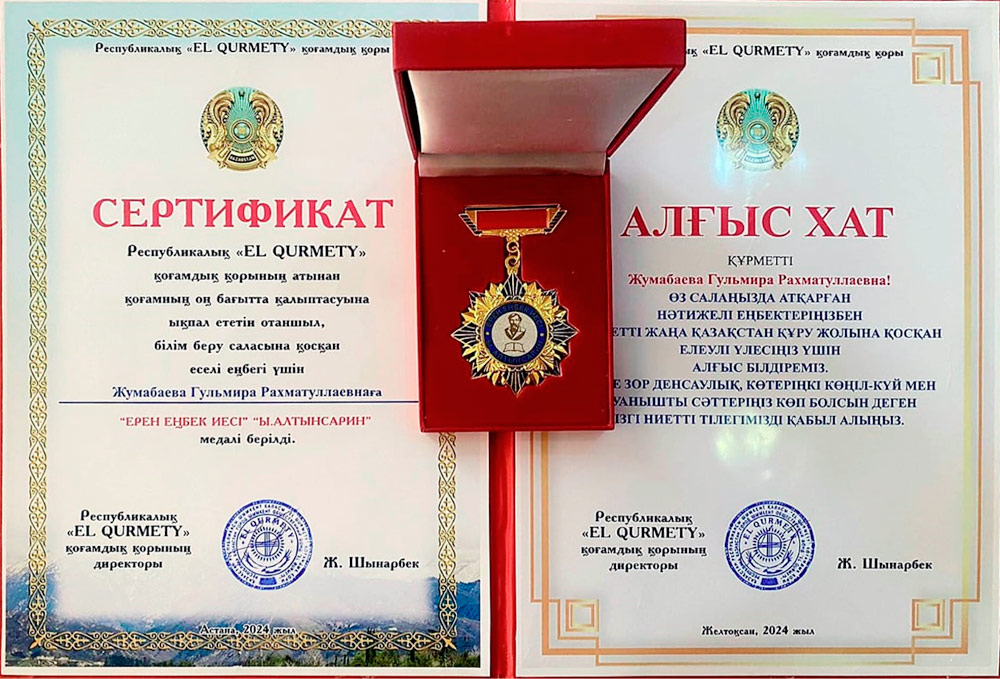 Республикалық «EL QURMETY» қоғамдық қоры
СЕРТИФИКАТ
Республикалық «EL QURMETY»
қоғамдық қорының атынан
қоғамның оң бағытта қалыптасуына
ықпал ететін отаншыл,
білім беру саласына қосқан
еселі еңбегі үшін
Жумабаева Гульмира Рахматуллаевнаға
"ЕРЕН ЕҢБЕК ИЕСІ" "Ы.АЛТЫНСАРИН"
медалі берілді.
Республикалық
«EL QURMETY»
қоғамдық қорының
директоры
Ж. Шынарбек
EL QURMETY
Астана, 2024 жыл
«EL QURMETY» қоғамдық қоры
АЛҒЫС ХАТ
ҚҰРМЕТТІ
Жумабаева Гульмира Рахматуллаевна!
ӨЗ САЛАҢЫЗДА АТҚАРҒАН
НӘТИЖЕЛІ ЕҢБЕКТЕРІҢІЗБЕН
ЖАҢА ҚАЗАҚСТАН ҚҰРУ ЖОЛЫНА ҚОСҚАН
ЕЛЕУЛІ ҮЛЕСІҢІЗ ҮШІН
АЛҒЫС БІЛДІРЕМІЗ.
ЗОР ДЕНСАУЛЫҚ, КӨТЕРІҢКІ КӨҢІЛ-КҮЙ МЕН
СӘТТЕРІҢІЗ КӨП БОЛСЫН ДЕГЕН
НИЕТТІ ТІЛЕГІМІЗДІ ҚАБЫЛ АЛЫҢЫЗ.
Республикалық
«EL QURMETY»
қоғамдық қорының
директоры
Ж. Шынарбек
EL QURMETY
Желтоқсан, 2024 жыл